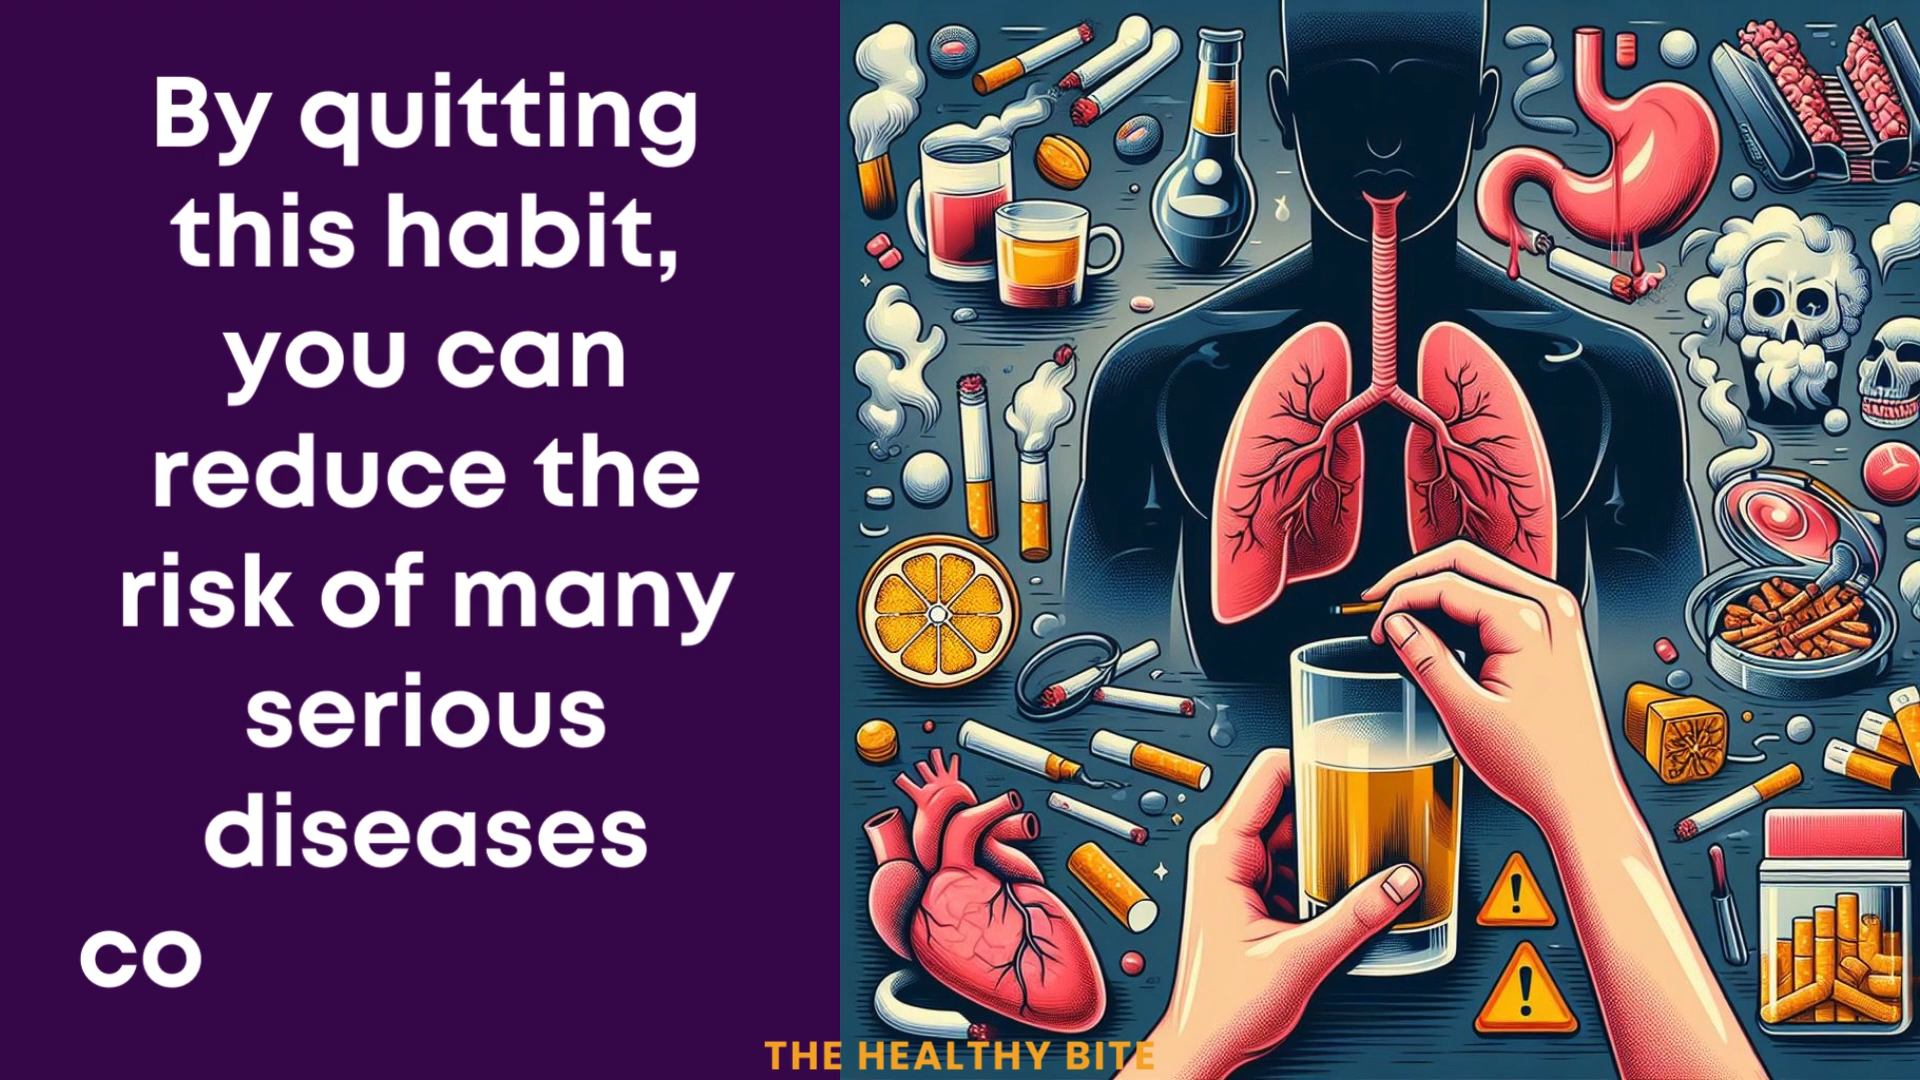 By quitting
this habit,
you can
reduce the
risk of many
serious
diseases
co
THE HEALTHY BITE
!
!